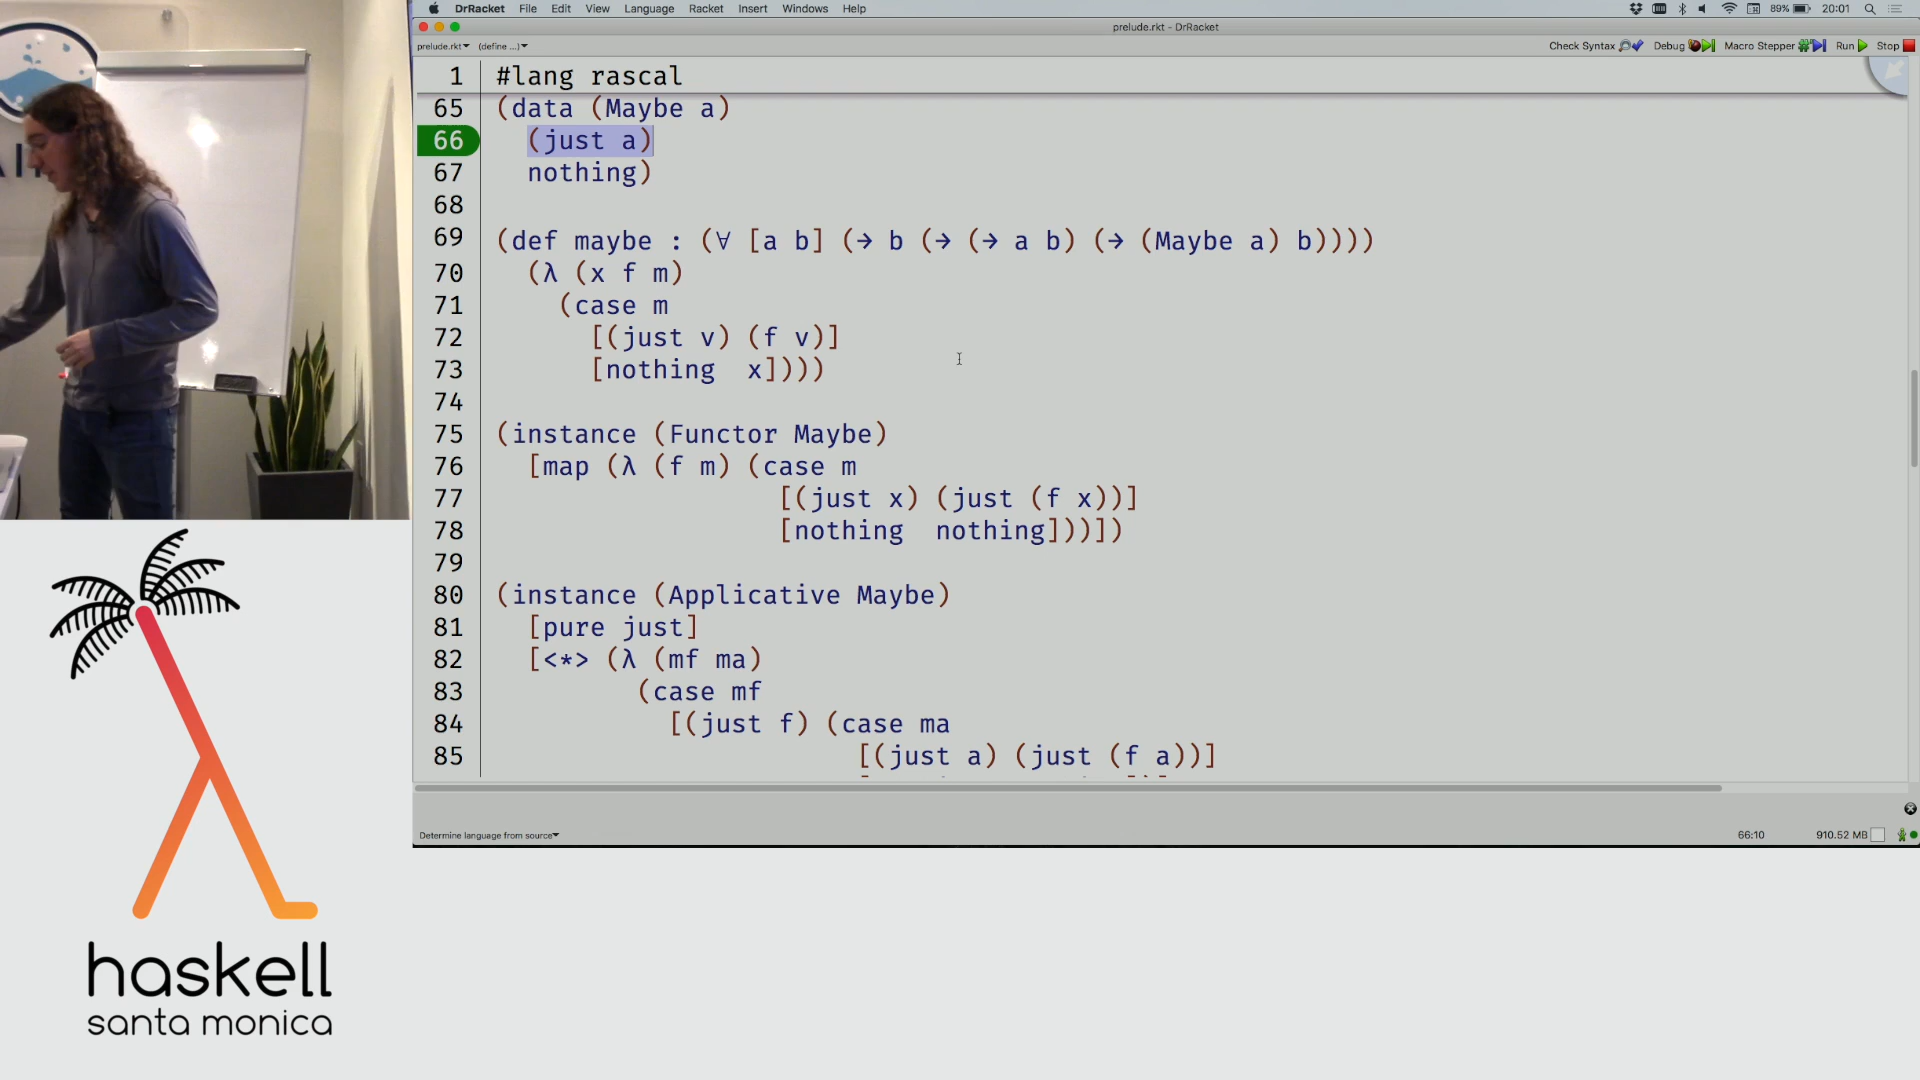 DrRacket File Edit View Language Racket Insert Windows Help 89% 20:01
prelude.rkt - DrRacket
prelude.rkt (define ...) Check Syntax Debug Macro Stepper Run Stop
1 #lang rascal
65 (data (Maybe a)
66   (just a)
67   nothing)
68
69 (def maybe : (∀ [a b] (→ b (→ (→ a b) (→ (Maybe a) b))))
70   (λ (x f m)
71     (case m
72       [(just v) (f v)]
73       [nothing  x])))
74
75 (instance (Functor Maybe)
76   [map (λ (f m) (case m
77                   [(just x) (just (f x))]
78                   [nothing  nothing]))])
79
80 (instance (Applicative Maybe)
81   [pure just]
82   [<*> (λ (mf ma)
83          (case mf
84            [(just f) (case ma
85                        [(just a) (just (f a))]
Determine language from source 66:10 910.52 MB
haskell
santa monica